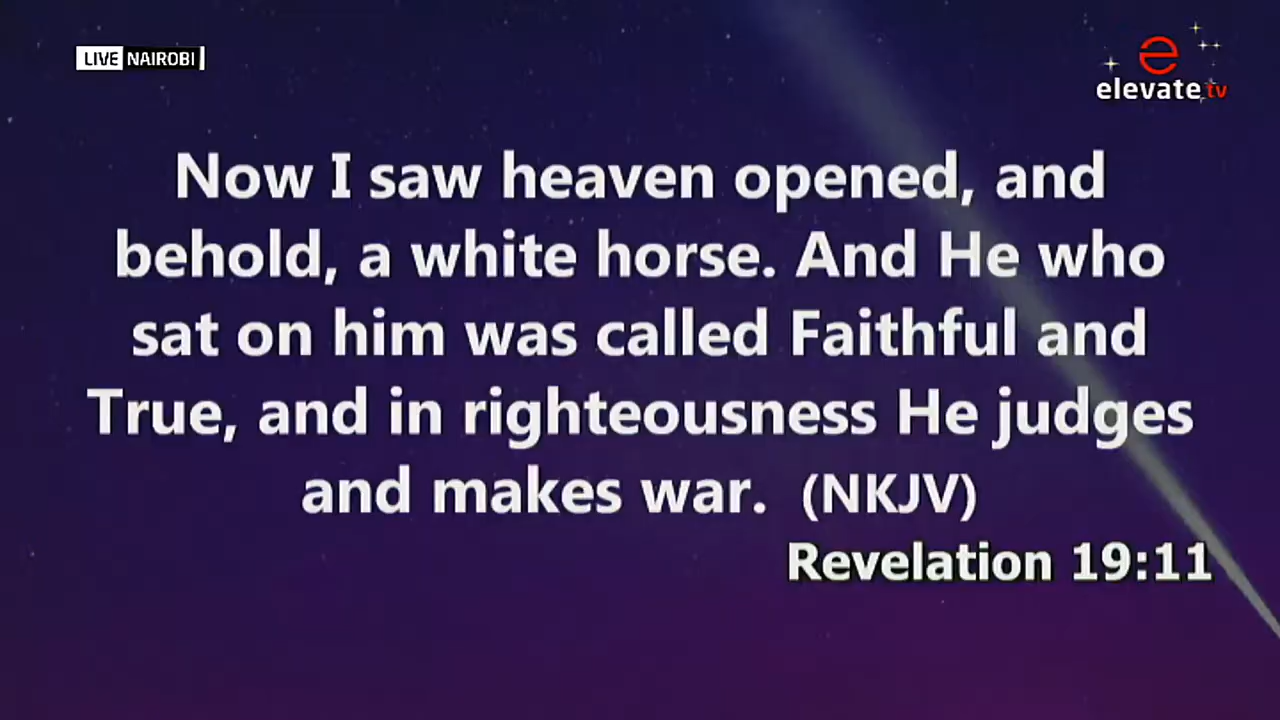 LIVE NAIROBI
e
elevate.tv
Now I saw heaven opened, and
behold, a white horse. And He who
sat on him was called Faithful and
True, and in righteousness He judges
and makes war. (NKJV)
Revelation 19:11